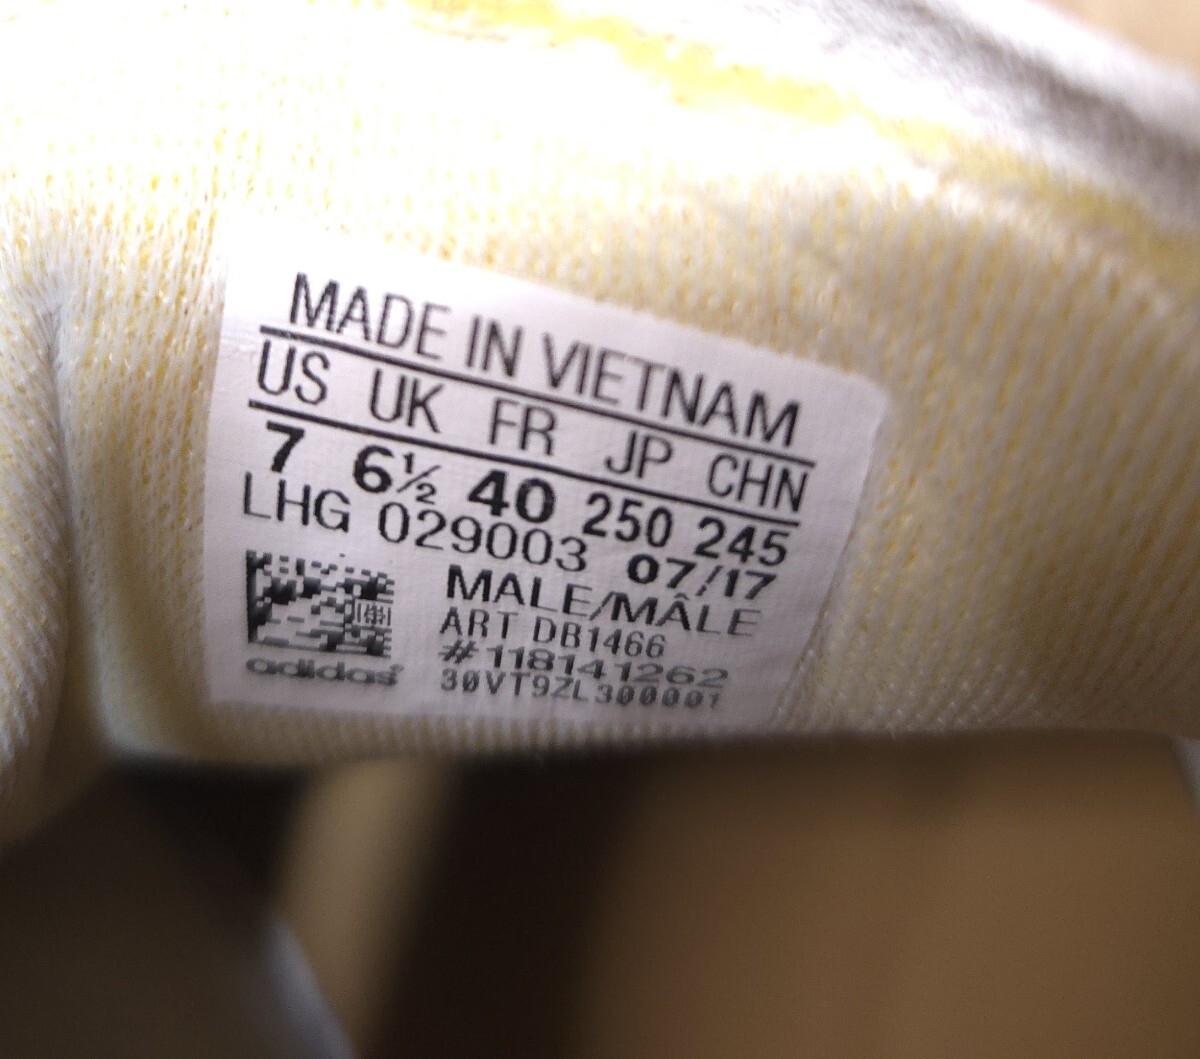 MADE IN VIETNAM
US UK FR JP CHN
7 6½ 40 250 245
LHG 029003 07/17
MALE/MÂLE
ART DB1466
#118141262
30VT9ZL300001
adidas